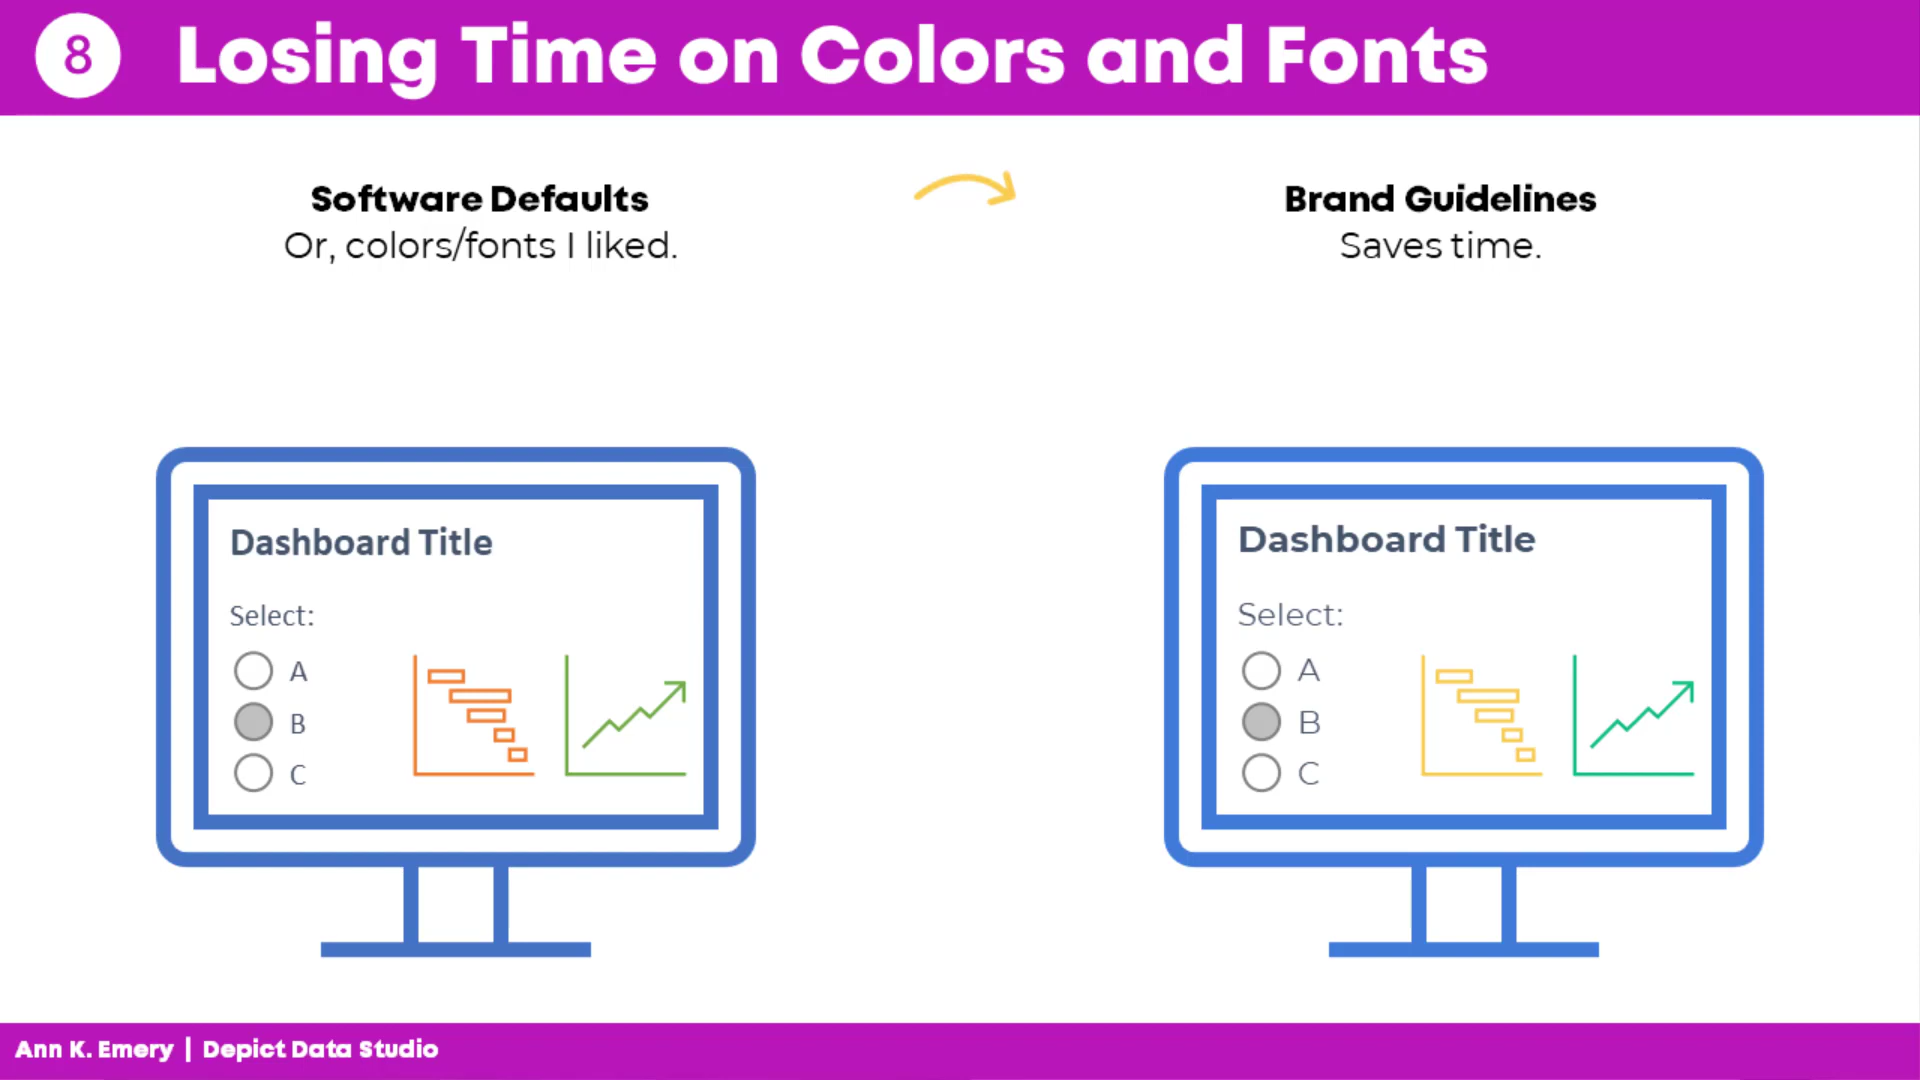 8
Losing Time on Colors and Fonts
Software Defaults
Or, colors/fonts I liked.
Brand Guidelines
Saves time.
Dashboard Title
Select:
A
B
C
Dashboard Title
Select:
A
B
C
Ann K. Emery | Depict Data Studio